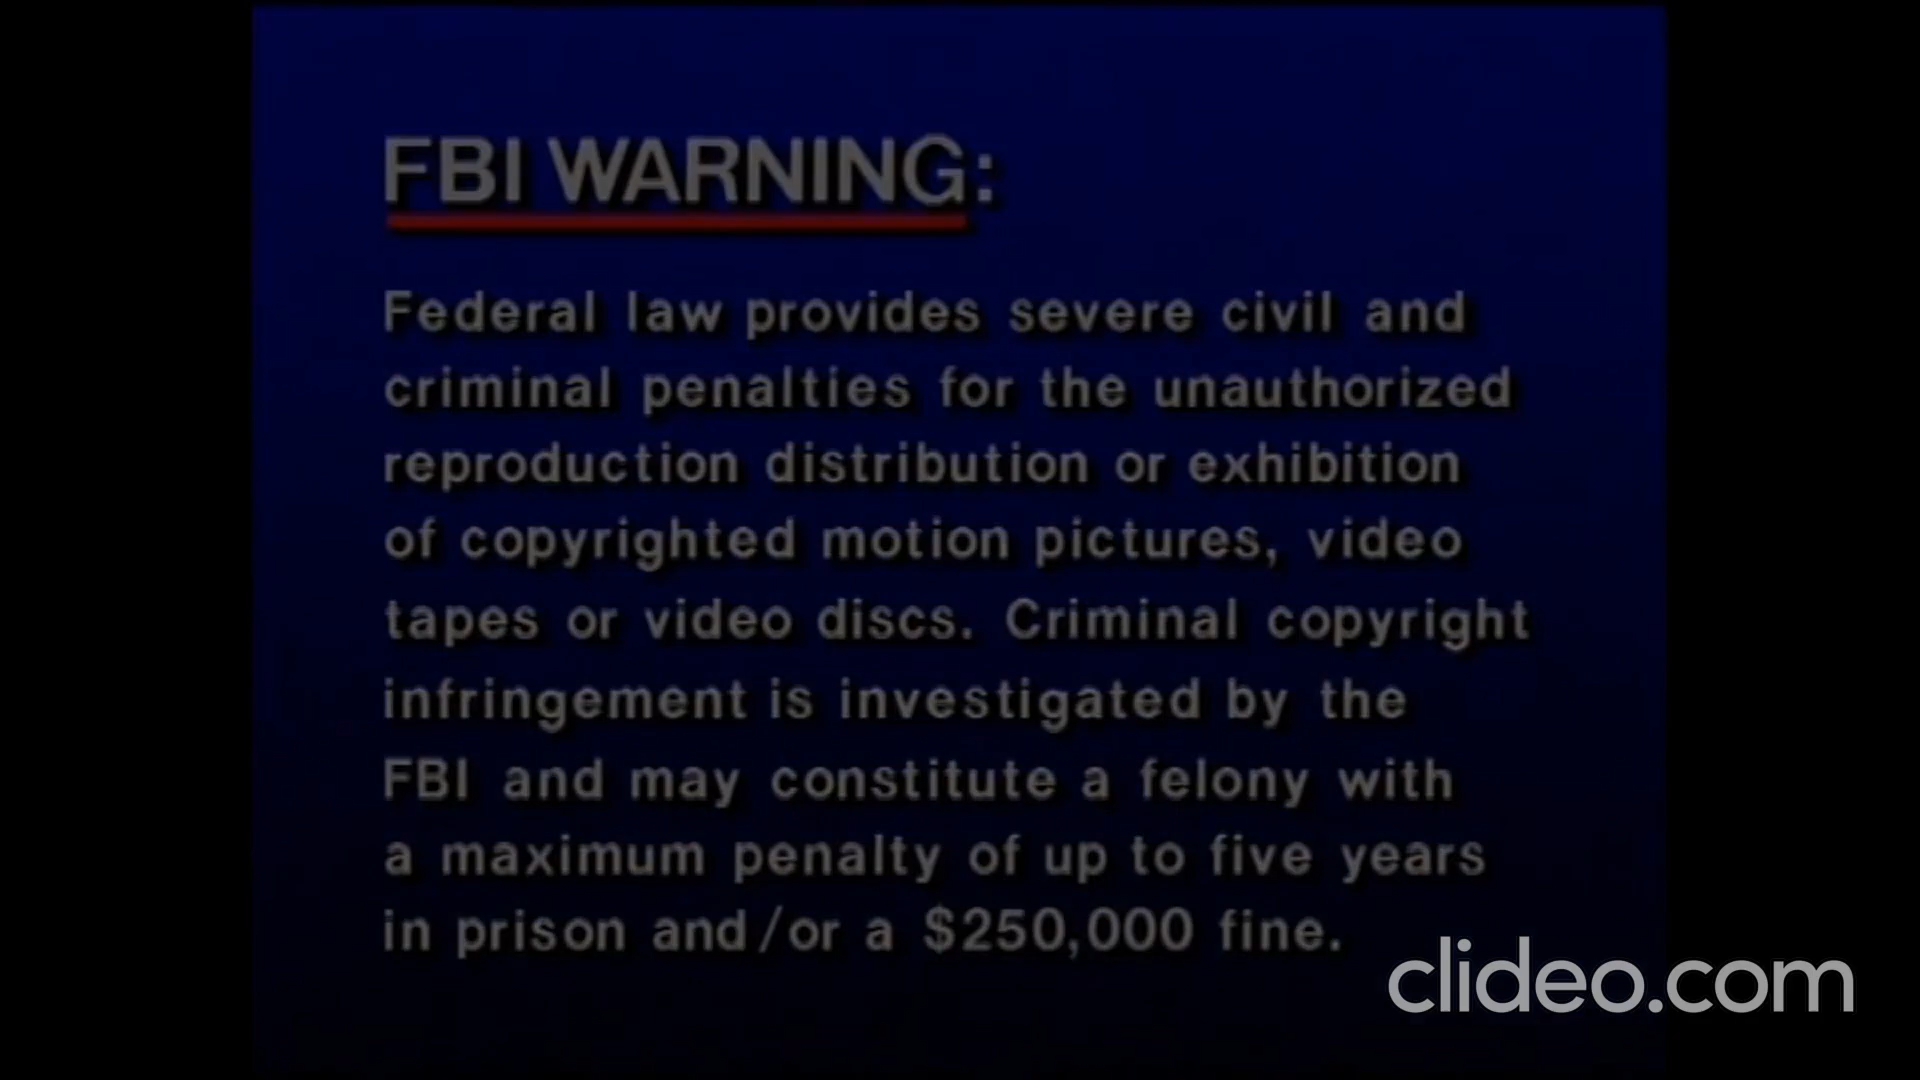 FBI WARNING:
Federal law provides severe civil and
criminal penalties for the unauthorized
reproduction distribution or exhibition
of copyrighted motion pictures, video
tapes or video discs. Criminal copyright
infringement is investigated by the
FBI and may constitute a felony with
a maximum penalty of up to five years
in prison and/or a $250,000 fine.
clideo.com